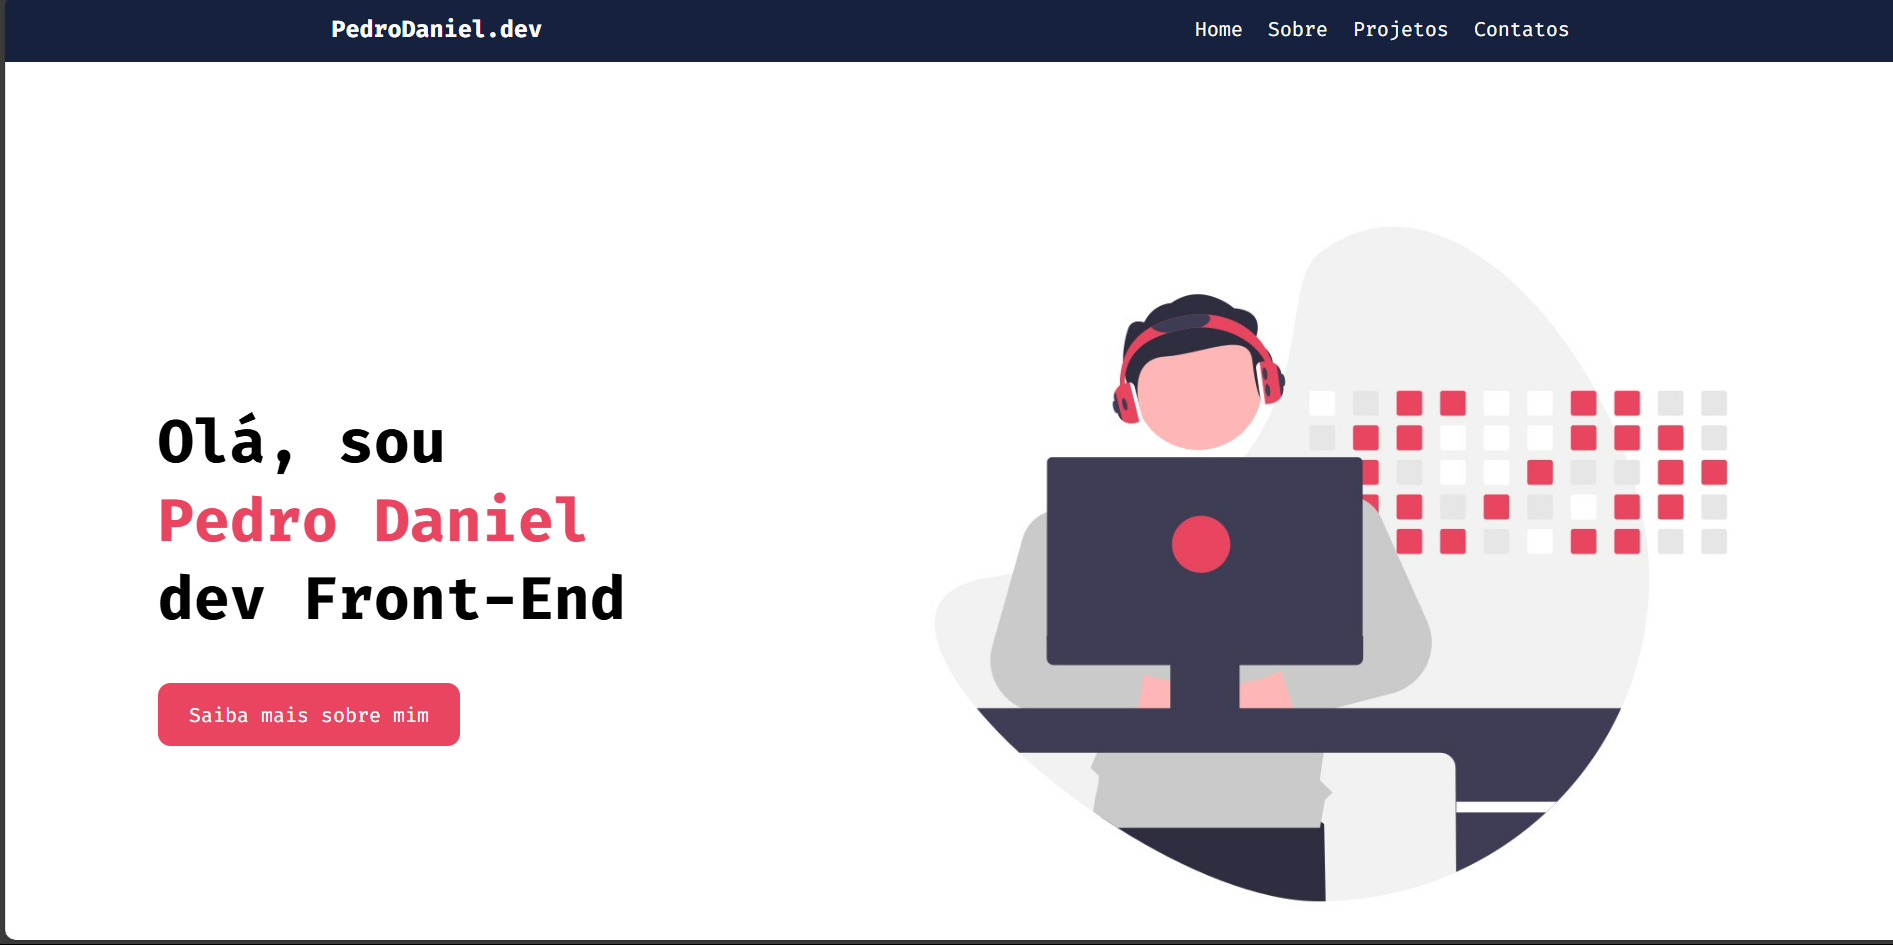 PedroDaniel.dev
Home Sobre Projetos Contatos
Olá, sou
Pedro Daniel
dev Front-End
Saiba mais sobre mim